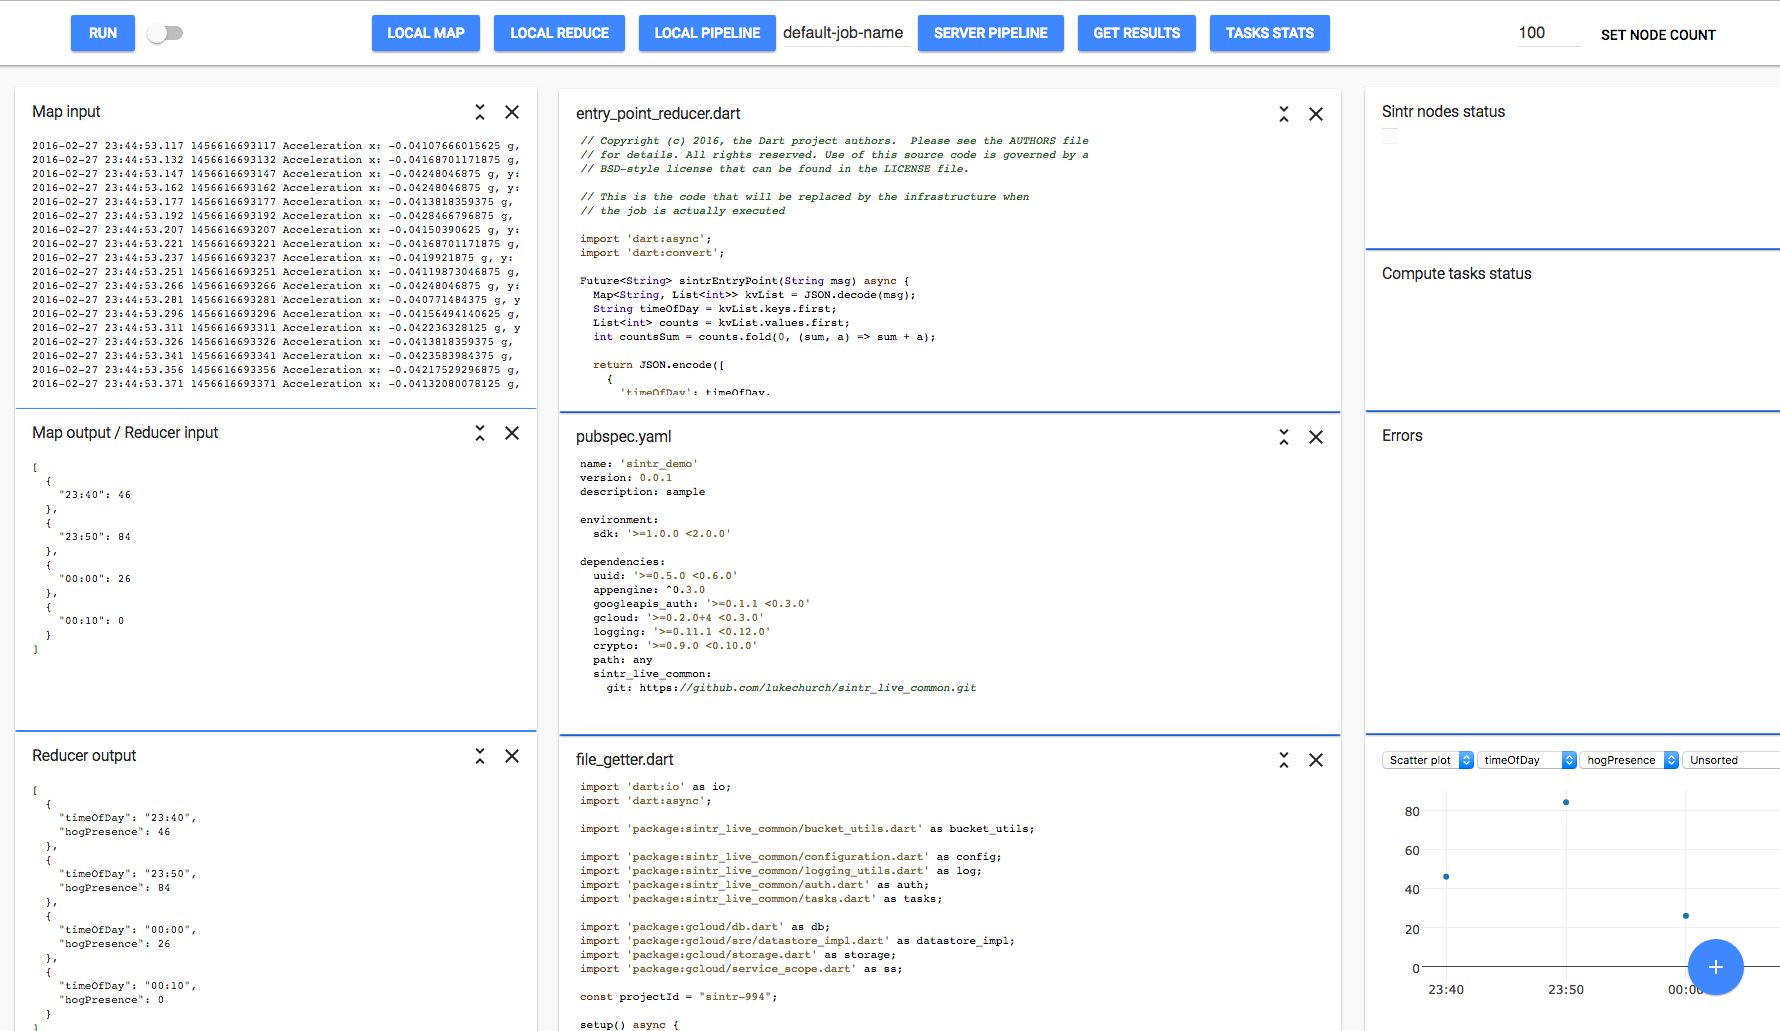 RUN
LOCAL MAP
LOCAL REDUCE
LOCAL PIPELINE
default-job-name
SERVER PIPELINE
GET RESULTS
TASKS STATS
100
SET NODE COUNT
Map input
2016-02-27 23:44:53.117 1456616693117 Acceleration x: -0.04107666015625 g,
2016-02-27 23:44:53.132 1456616693132 Acceleration x: -0.04168701171875 g,
2016-02-27 23:44:53.147 1456616693147 Acceleration x: -0.04248046875 g, y:
2016-02-27 23:44:53.162 1456616693162 Acceleration x: -0.04248046875 g, y:
2016-02-27 23:44:53.177 1456616693177 Acceleration x: -0.0413818359375 g,
2016-02-27 23:44:53.192 1456616693192 Acceleration x: -0.0428466796875 g,
2016-02-27 23:44:53.207 1456616693207 Acceleration x: -0.04150390625 g, y:
2016-02-27 23:44:53.221 1456616693221 Acceleration x: -0.04168701171875 g,
2016-02-27 23:44:53.237 1456616693237 Acceleration x: -0.0419921875 g, y:
2016-02-27 23:44:53.251 1456616693251 Acceleration x: -0.04119873046875 g,
2016-02-27 23:44:53.266 1456616693266 Acceleration x: -0.04248046875 g, y:
2016-02-27 23:44:53.281 1456616693281 Acceleration x: -0.040771484375 g, y
2016-02-27 23:44:53.296 1456616693296 Acceleration x: -0.04156494140625 g,
2016-02-27 23:44:53.311 1456616693311 Acceleration x: -0.042236328125 g, y
2016-02-27 23:44:53.326 1456616693326 Acceleration x: -0.0413818359375 g,
2016-02-27 23:44:53.341 1456616693341 Acceleration x: -0.0423583984375 g,
2016-02-27 23:44:53.356 1456616693356 Acceleration x: -0.04217529296875 g,
2016-02-27 23:44:53.371 1456616693371 Acceleration x: -0.04132080078125 g,
Map output / Reducer input
[
{
"23:40": 46
},
{
"23:50": 84
},
{
"00:00": 26
},
{
"00:10": 0
}
]
Reducer output
[
{
"timeOfDay": "23:40",
"hogPresence": 46
},
{
"timeOfDay": "23:50",
"hogPresence": 84
},
{
"timeOfDay": "00:00",
"hogPresence": 26
},
{
"timeOfDay": "00:10",
"hogPresence": 0
}
]
entry_point_reducer.dart
// Copyright (c) 2016, the Dart project authors.  Please see the AUTHORS file
// for details. All rights reserved. Use of this source code is governed by a
// BSD-style license that can be found in the LICENSE file.
// This is the code that will be replaced by the infrastructure when
// the job is actually executed
import 'dart:async';
import 'dart:convert';
Future<String> sintrEntryPoint(String msg) async {
Map<String, List<int>> kvList = JSON.decode(msg);
String timeOfDay = kvList.keys.first;
List<int> counts = kvList.values.first;
int countsSum = counts.fold(0, (sum, a) => sum + a);
return JSON.encode([
{
'timeOfDay': timeOfDay,
pubspec.yaml
name: 'sintr_demo'
version: 0.0.1
description: sample
environment:
sdk: '>=1.0.0 <2.0.0'
dependencies:
uuid: '>=0.5.0 <0.6.0'
appengine: ^0.3.0
googleapis_auth: '>=0.1.1 <0.3.0'
gcloud: '>=0.2.0+4 <0.3.0'
logging: '>=0.11.1 <0.12.0'
crypto: '>=0.9.0 <0.10.0'
path: any
sintr_live_common:
git: https://github.com/lukechurch/sintr_live_common.git
file_getter.dart
import 'dart:io' as io;
import 'dart:async';
import 'package:sintr_live_common/bucket_utils.dart' as bucket_utils;
import 'package:sintr_live_common/configuration.dart' as config;
import 'package:sintr_live_common/logging_utils.dart' as log;
import 'package:sintr_live_common/auth.dart' as auth;
import 'package:sintr_live_common/tasks.dart' as tasks;
import 'package:gcloud/db.dart' as db;
import 'package:gcloud/src/datastore_impl.dart' as datastore_impl;
import 'package:gcloud/storage.dart' as storage;
import 'package:gcloud/service_scope.dart' as ss;
const projectId = "sintr-994";
setup() async {
Sintr nodes status
Compute tasks status
Errors
Scatter plot
timeOfDay
hogPresence
Unsorted
80
60
40
20
0
23:40
23:50
00:00